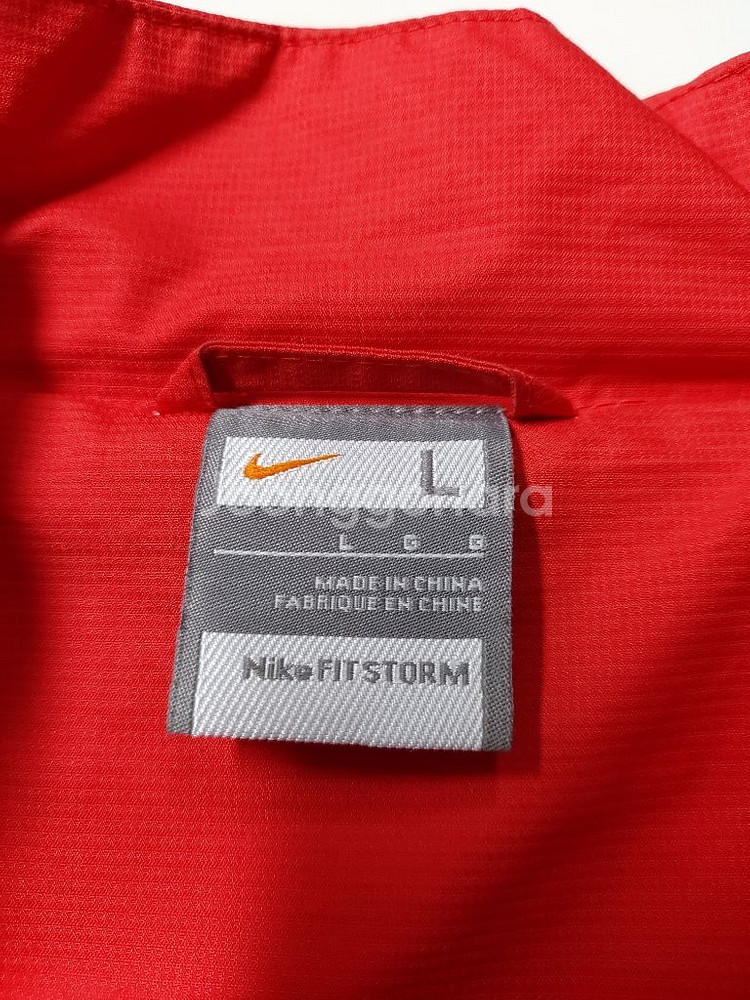 L
L G G
MADE IN CHINA
FABRIQUE EN CHINE
Nike FIT STORM